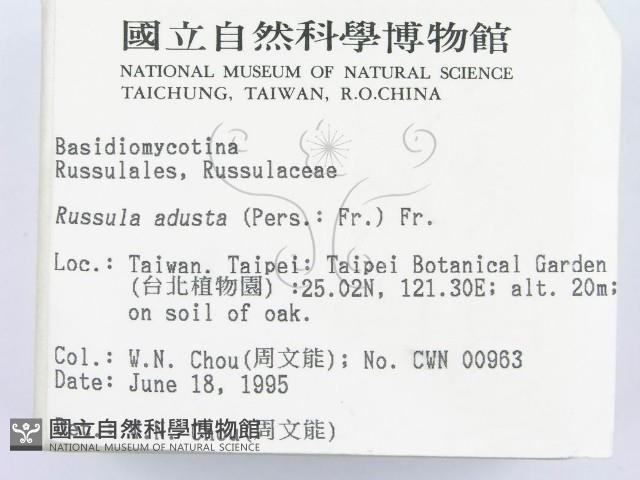 國立自然科學博物館
NATIONAL MUSEUM OF NATURAL SCIENCE
TAICHUNG, TAIWAN, R.O.CHINA
Basidiomycotina
Russulales, Russulaceae
Russula adusta (Pers.: Fr.) Fr.
Loc.: Taiwan. Taipei: Taipei Botanical Garden
(台北植物園) :25.02N, 121.30E; alt. 20m;
on soil of oak.
Col.: W.N. Chou(周文能); No. CWN 00963
Date: June 18, 1995
Chou(周文能)
國立自然科學博物館
NATIONAL MUSEUM OF NATURAL SCIENCE